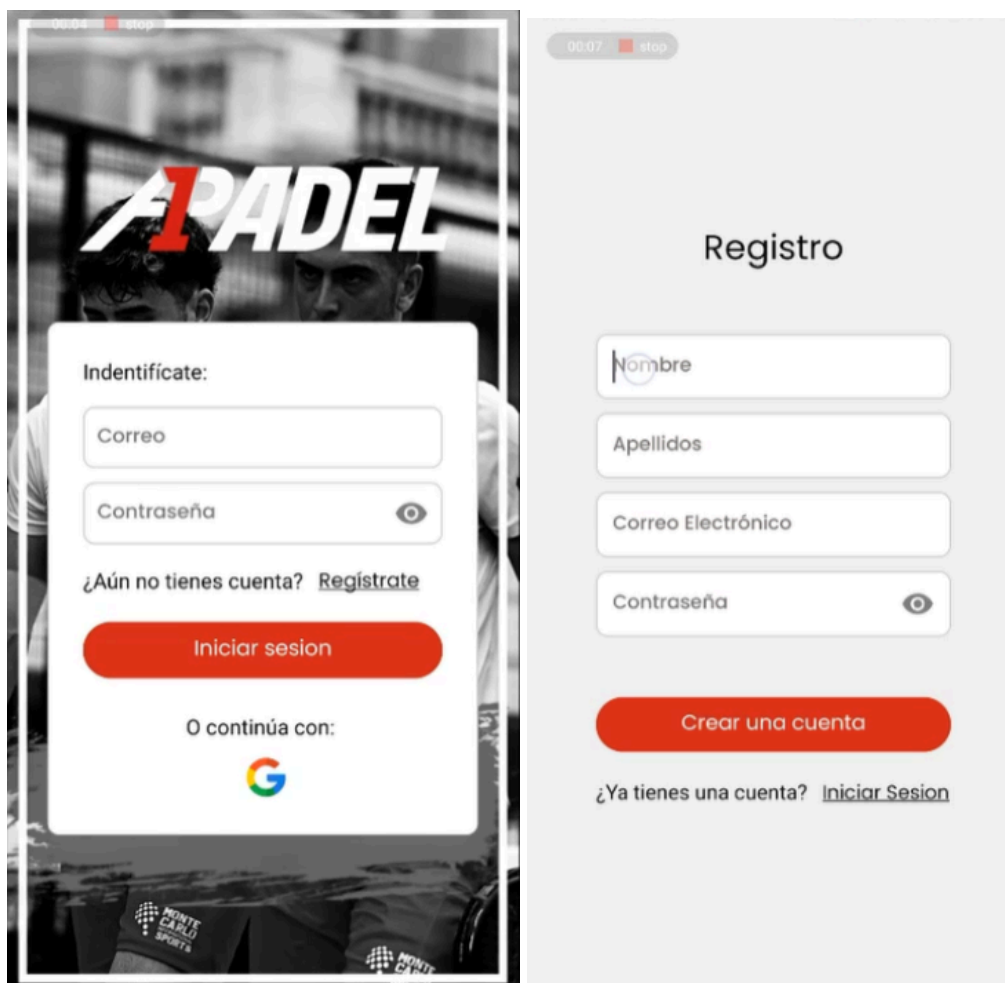 00:04 stop
A1PADEL
Indentifícate:
Correo
Contraseña
¿Aún no tienes cuenta? Regístrate
Iniciar sesion
O continúa con:
MONTE
CARLO
SPORTS
MONTE
00:07 stop
Registro
Nombre
Apellidos
Correo Electrónico
Contraseña
Crear una cuenta
¿Ya tienes una cuenta? Iniciar Sesion